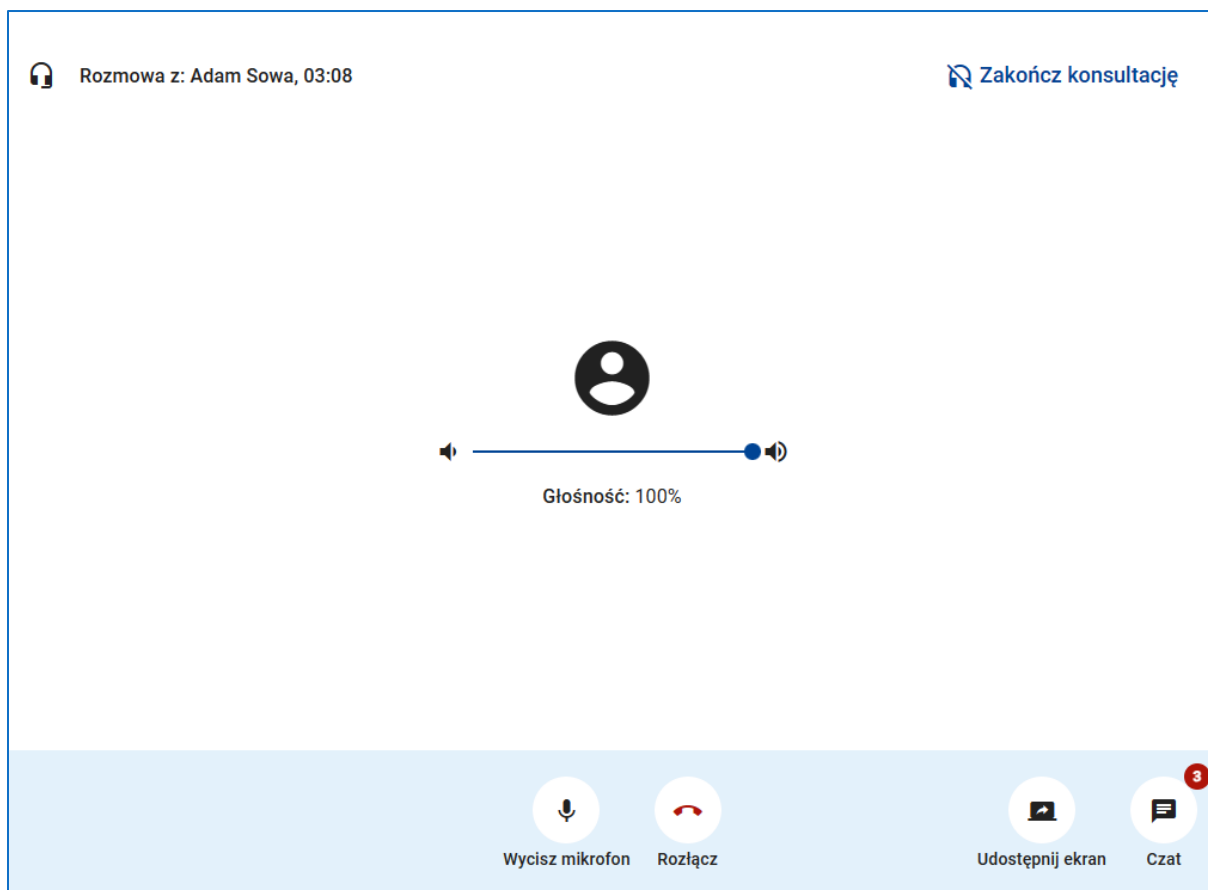 Rozmowa z: Adam Sowa, 03:08
Zakończ konsultację
Głośność: 100%
3
Wycisz mikrofon
Rozłącz
Udostępnij ekran
Czat